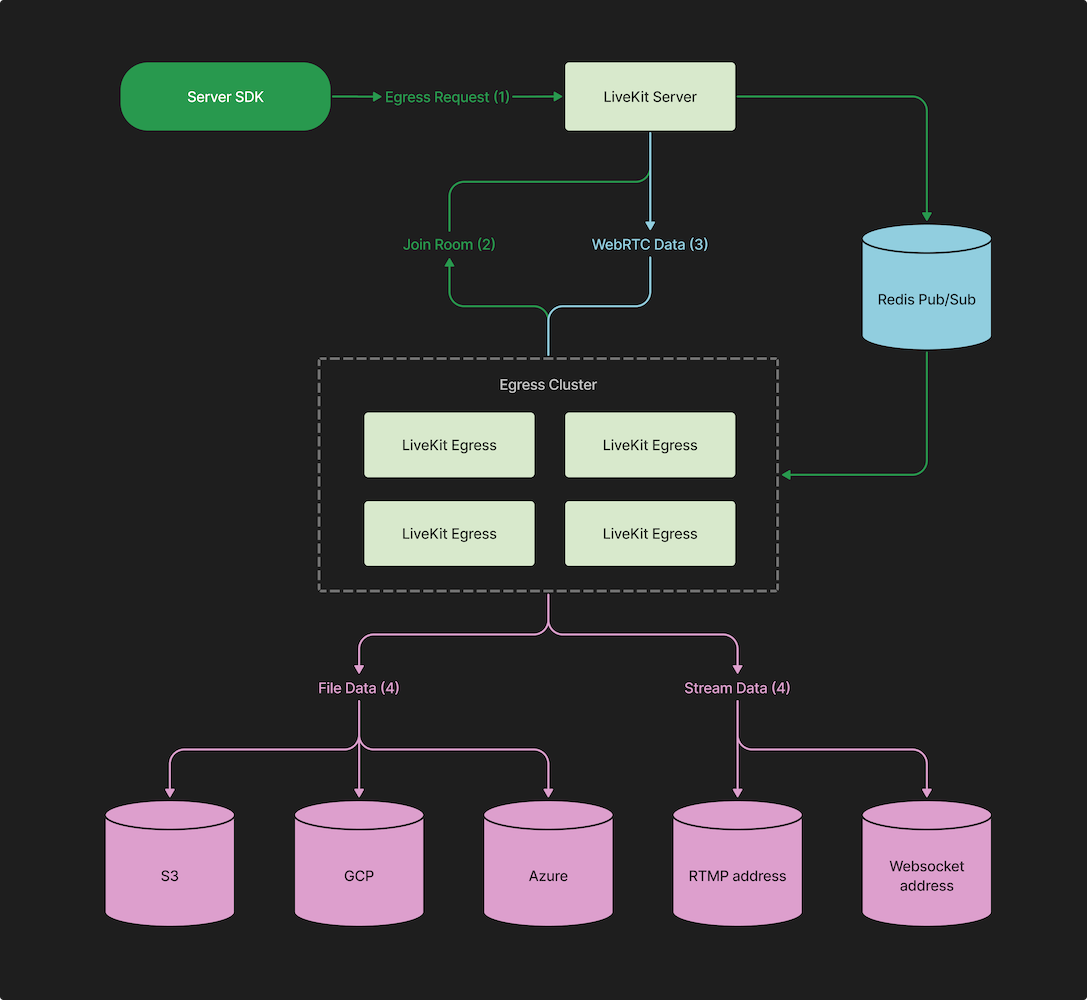 Server SDK
Egress Request (1)
LiveKit Server
Join Room (2)
WebRTC Data (3)
Redis Pub/Sub
Egress Cluster
LiveKit Egress
LiveKit Egress
LiveKit Egress
LiveKit Egress
File Data (4)
Stream Data (4)
S3
GCP
Azure
RTMP address
Websocket
address